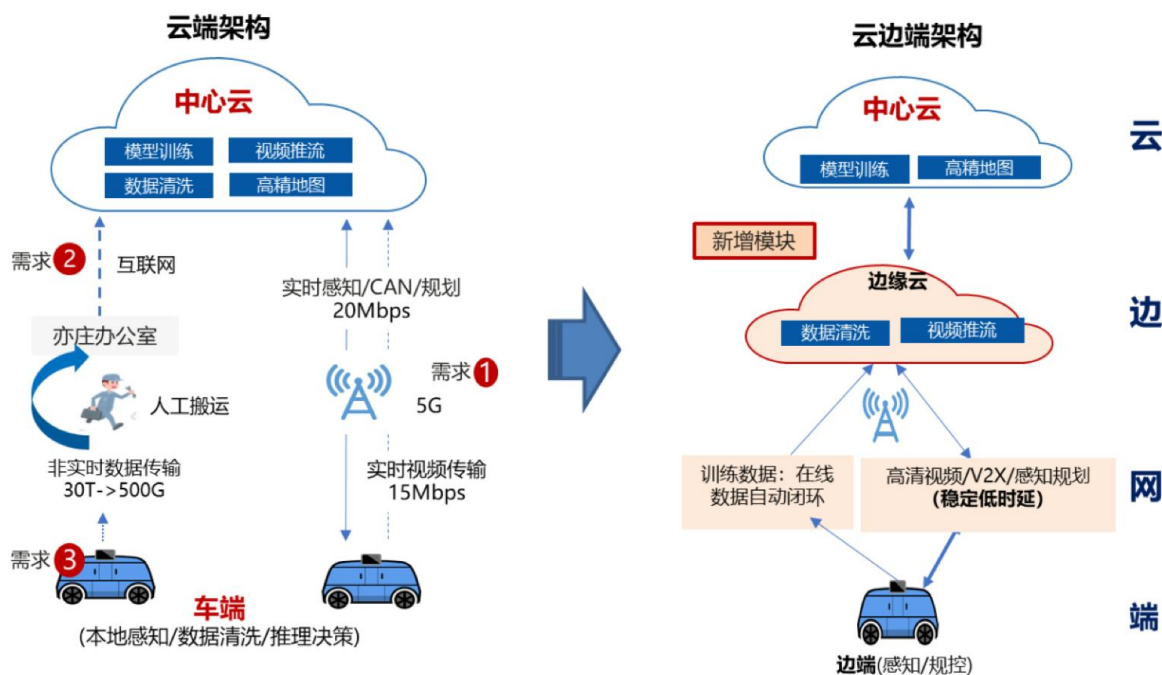 云端架构
中心云
模型训练
视频推流
数据清洗
高精地图
需求2
互联网
实时感知/CAN/规划
20Mbps
亦庄办公室
需求1
5G
人工搬运
非实时数据传输
30T->500G
实时视频传输
15Mbps
需求3
车端
(本地感知/数据清洗/推理决策)
云边端架构
中心云
模型训练
高精地图
云
新增模块
边缘云
数据清洗
视频推流
边
训练数据：在线
数据自动闭环
高清视频/V2X/感知规划
(稳定低时延)
网
端
边端(感知/规控)